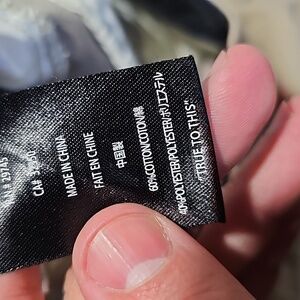 CA# 32450
MADE IN CHINA
FAIT EN CHINE
中国製
60%COTTON/COTON/綿
40%POLYESTER/POLYESTER/ポリエステル
"TRUE TO THIS"